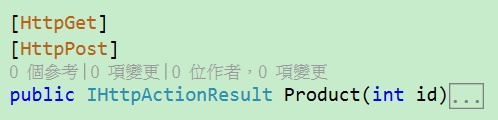 [HttpGet]
[HttpPost]
0 個參考|0 項變更|0 位作者，0 項變更
public IHttpActionResult Product(int id)...